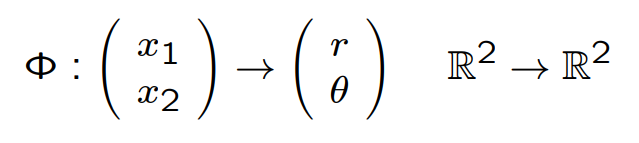 Φ : ( x1 x2 ) → ( r θ ) ℝ² → ℝ²